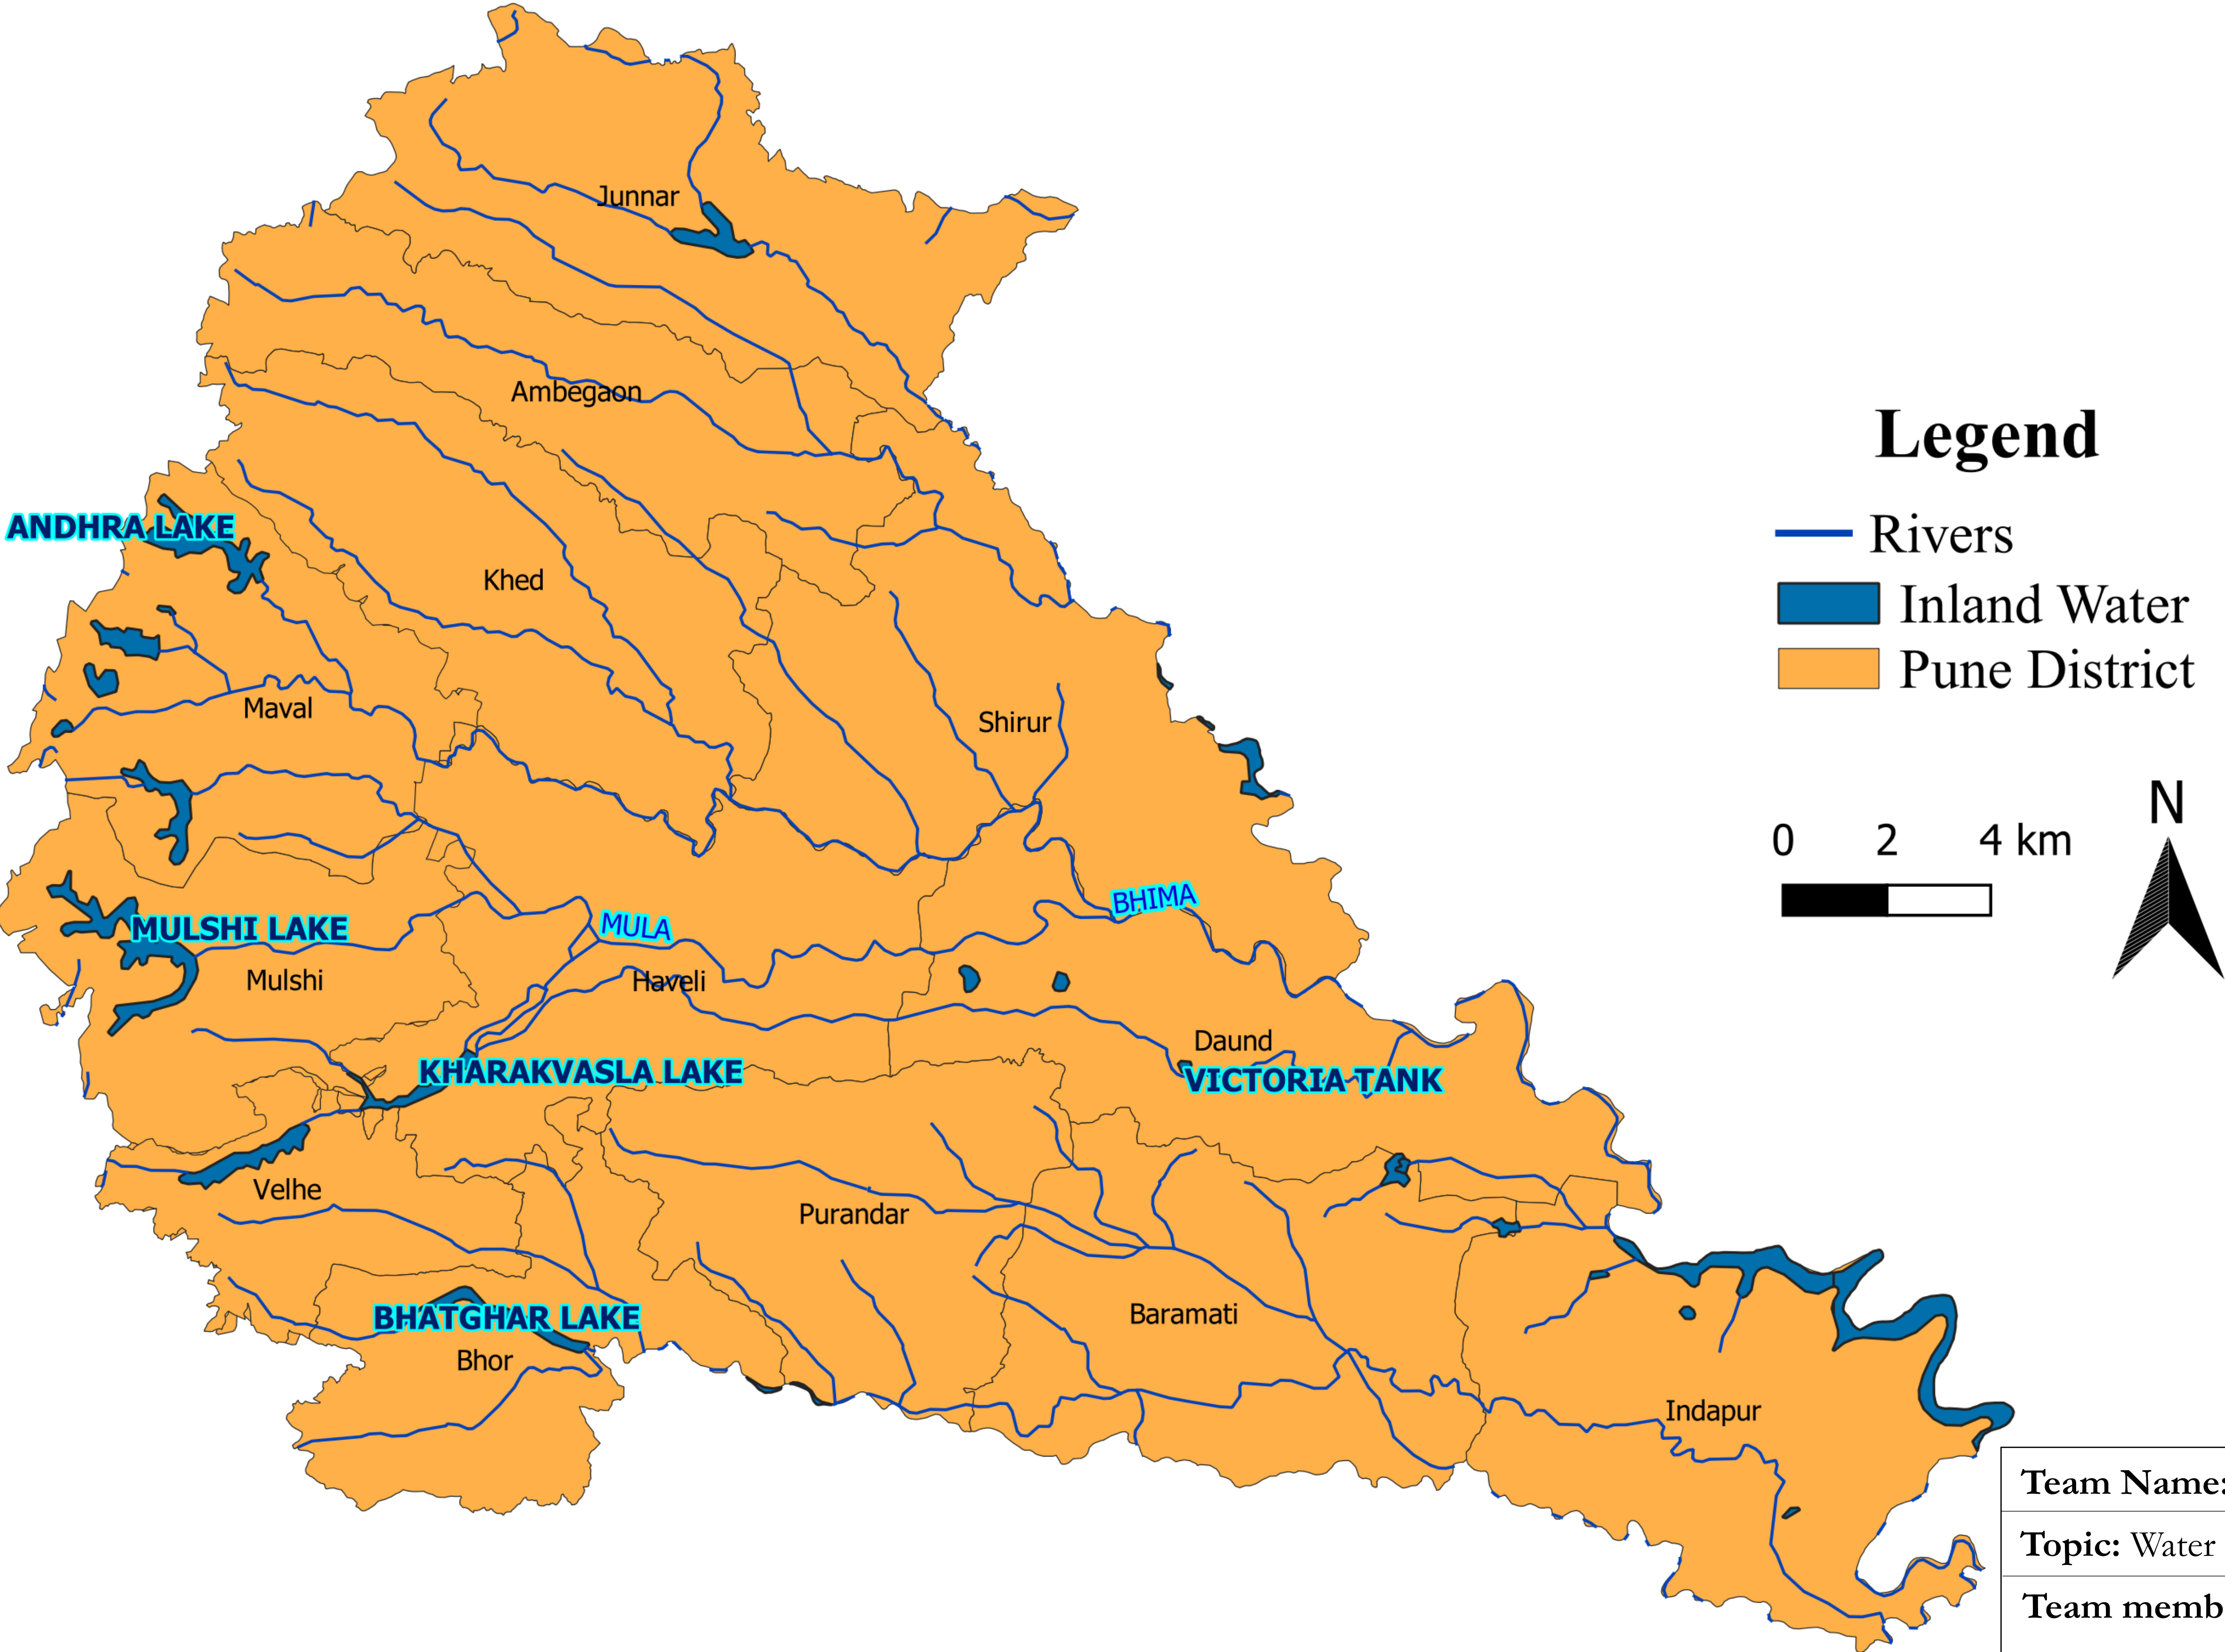 Junnar
Ambegaon
ANDHRA LAKE
Khed
Maval
Shirur
BHIMA
MULA
MULSHI LAKE
Mulshi
Haveli
Daund
KHARAKVASLA LAKE
VICTORIA TANK
Velhe
Purandar
BHATGHAR LAKE
Baramati
Bhor
Indapur
Legend
Rivers
Inland Water
Pune District
0 2 4 km
N
Team Name:
Topic: Water
Team memb